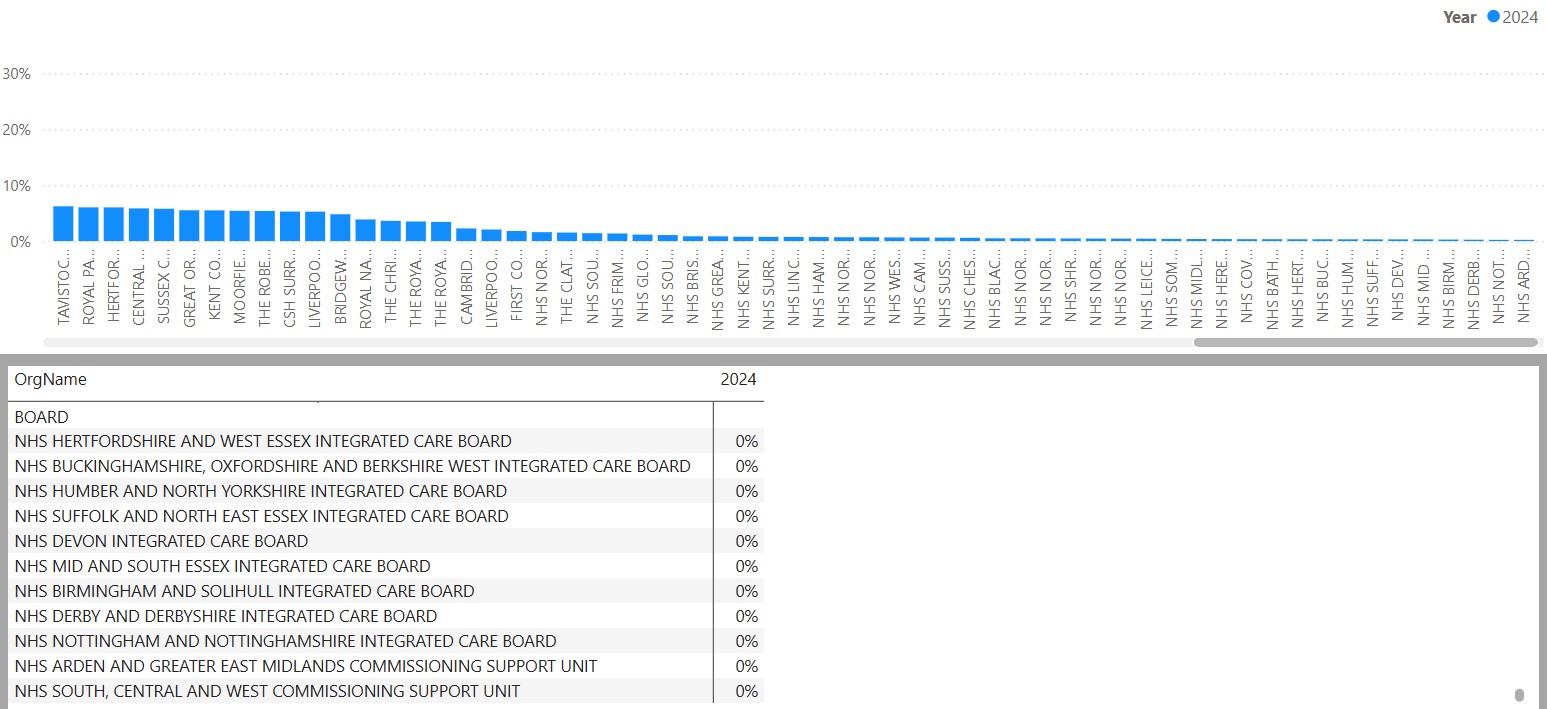 Year 2024
30%
20%
10%
0%
TAVISTOC...
ROYAL PA...
HERTFOR...
CENTRAL ...
SUSSEX C...
GREAT OR...
KENT CO...
MOORFIE...
THE ROBE...
CSH SURR...
LIVERPOO...
BRIDGEW...
ROYAL NA...
THE CHRI...
THE ROYA...
THE ROYA...
CAMBRID...
LIVERPOO...
FIRST CO...
NHS NOR...
THE CLAT...
NHS SOU...
NHS FRIM...
NHS GLO...
NHS SOU...
NHS BRIS...
NHS GREA...
NHS KENT...
NHS SURR...
NHS LINC...
NHS HAM...
NHS NOR...
NHS NOR...
NHS WES...
NHS CAM...
NHS SUSS...
NHS CHES...
NHS BLAC...
NHS NOR...
NHS NOR...
NHS SHR...
NHS NOR...
NHS NOR...
NHS LEICE...
NHS SOM...
NHS MIDL...
NHS HERE...
NHS COV...
NHS BATH...
NHS HERT...
NHS BUC...
NHS HUM...
NHS SUFF...
NHS DEV...
NHS MID ...
NHS BIRM...
NHS DERB...
NHS NOT...
NHS ARD...
OrgName 2024
BOARD
NHS HERTFORDSHIRE AND WEST ESSEX INTEGRATED CARE BOARD 0%
NHS BUCKINGHAMSHIRE, OXFORDSHIRE AND BERKSHIRE WEST INTEGRATED CARE BOARD 0%
NHS HUMBER AND NORTH YORKSHIRE INTEGRATED CARE BOARD 0%
NHS SUFFOLK AND NORTH EAST ESSEX INTEGRATED CARE BOARD 0%
NHS DEVON INTEGRATED CARE BOARD 0%
NHS MID AND SOUTH ESSEX INTEGRATED CARE BOARD 0%
NHS BIRMINGHAM AND SOLIHULL INTEGRATED CARE BOARD 0%
NHS DERBY AND DERBYSHIRE INTEGRATED CARE BOARD 0%
NHS NOTTINGHAM AND NOTTINGHAMSHIRE INTEGRATED CARE BOARD 0%
NHS ARDEN AND GREATER EAST MIDLANDS COMMISSIONING SUPPORT UNIT 0%
NHS SOUTH, CENTRAL AND WEST COMMISSIONING SUPPORT UNIT 0%